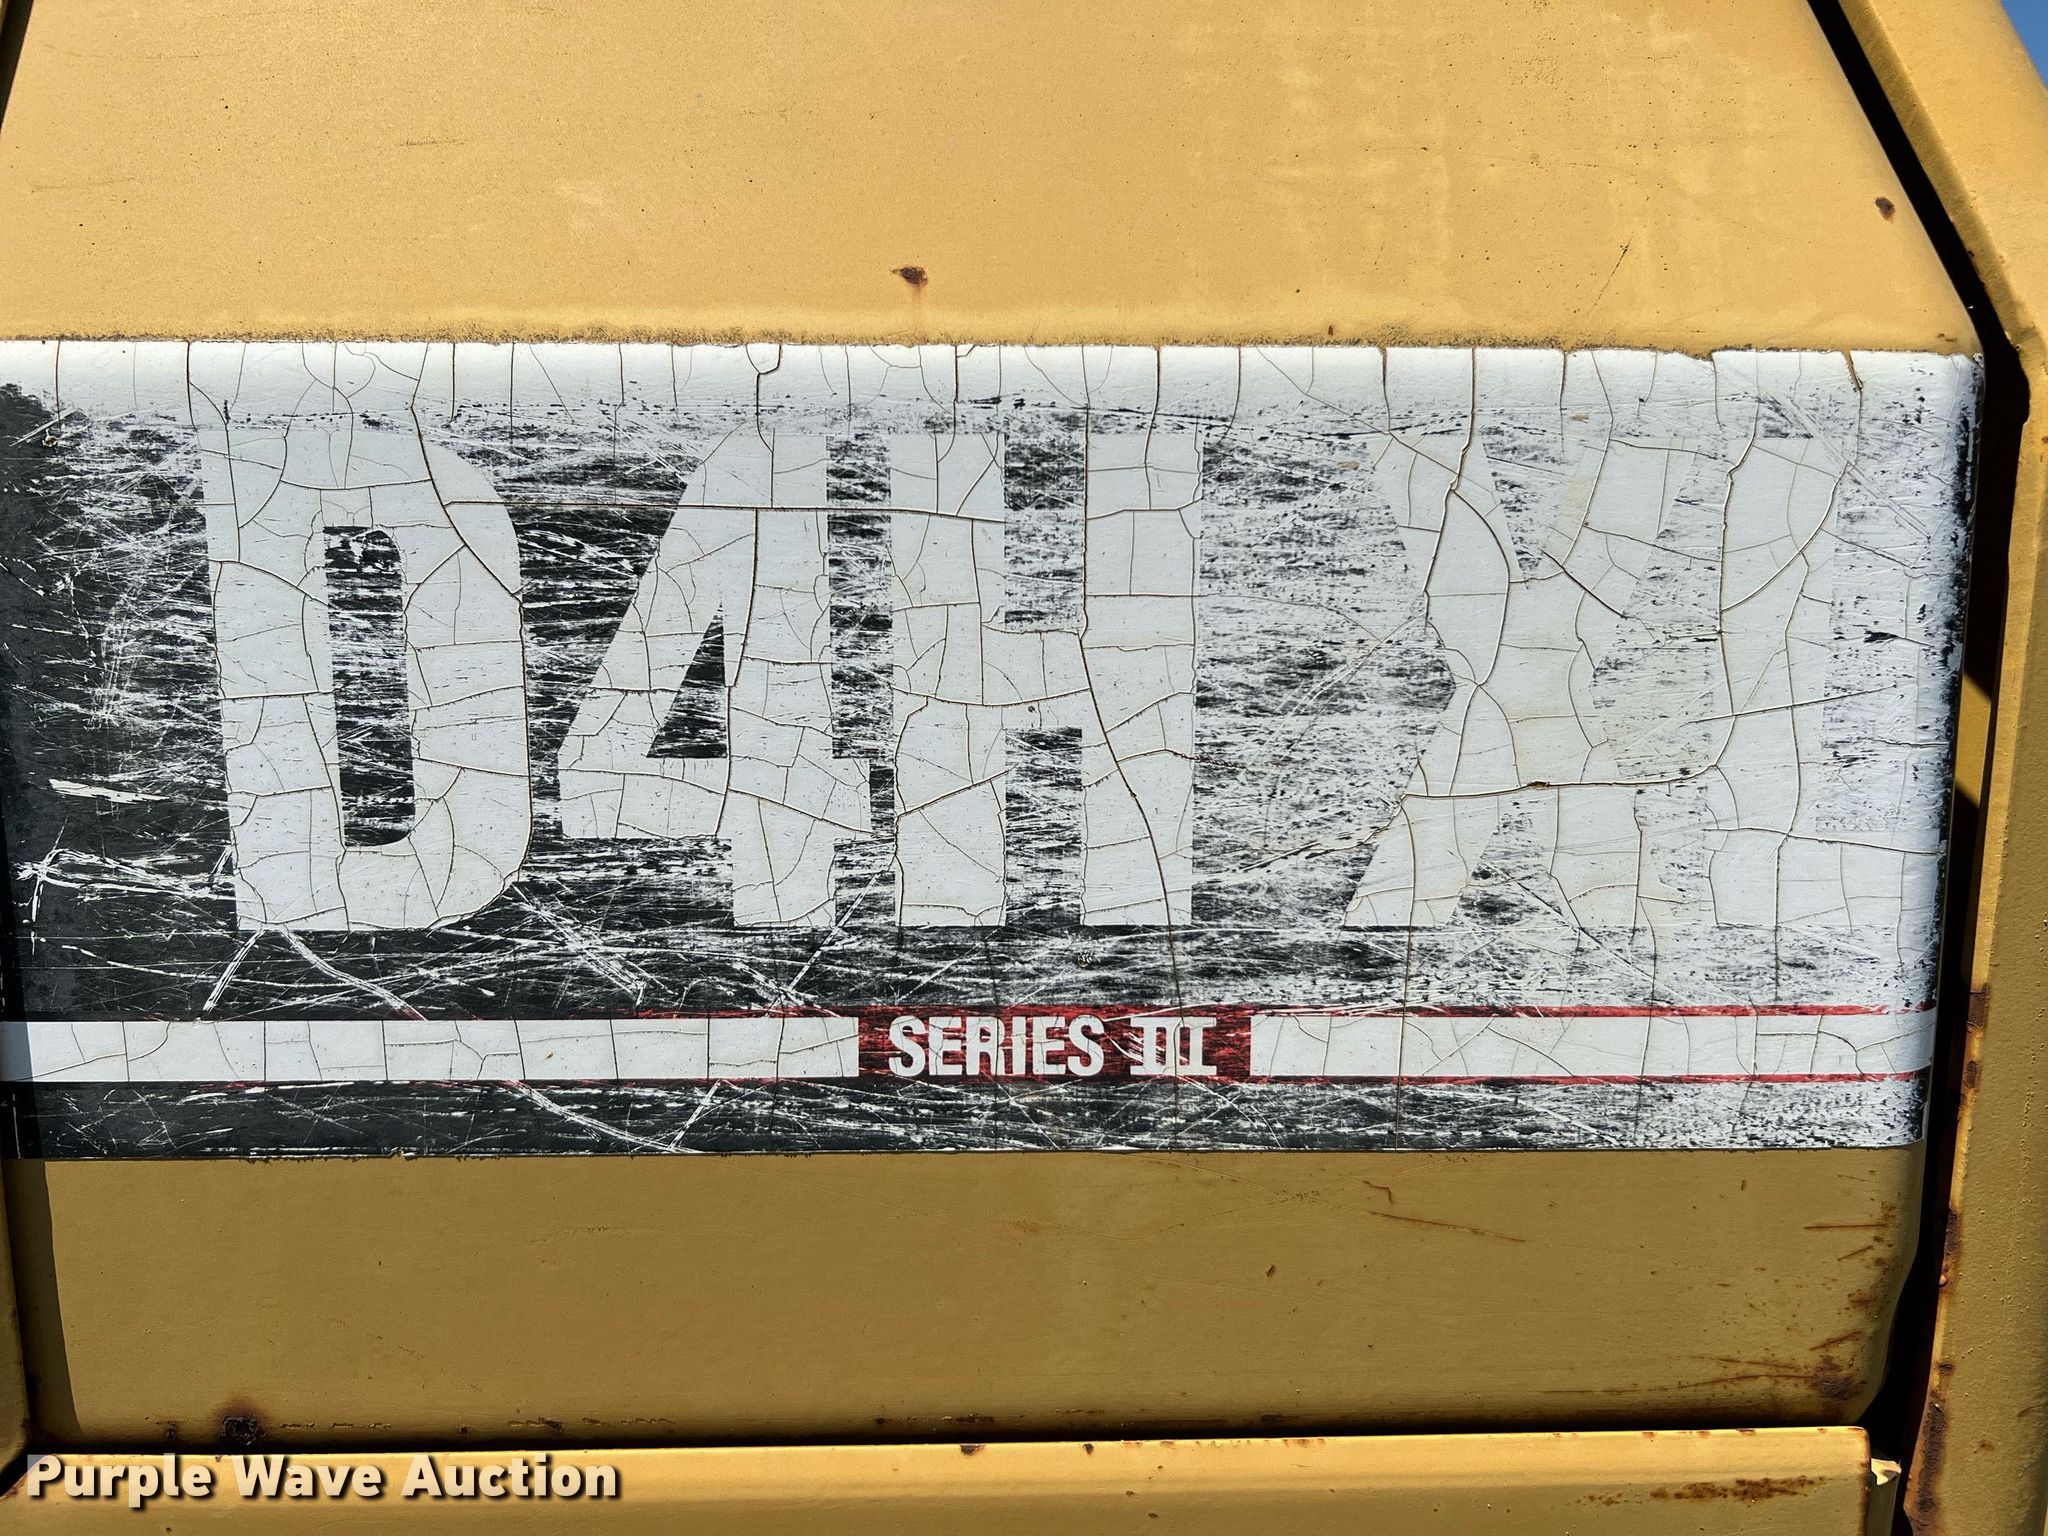 D4H XL
SERIES III
Purple Wave Auction